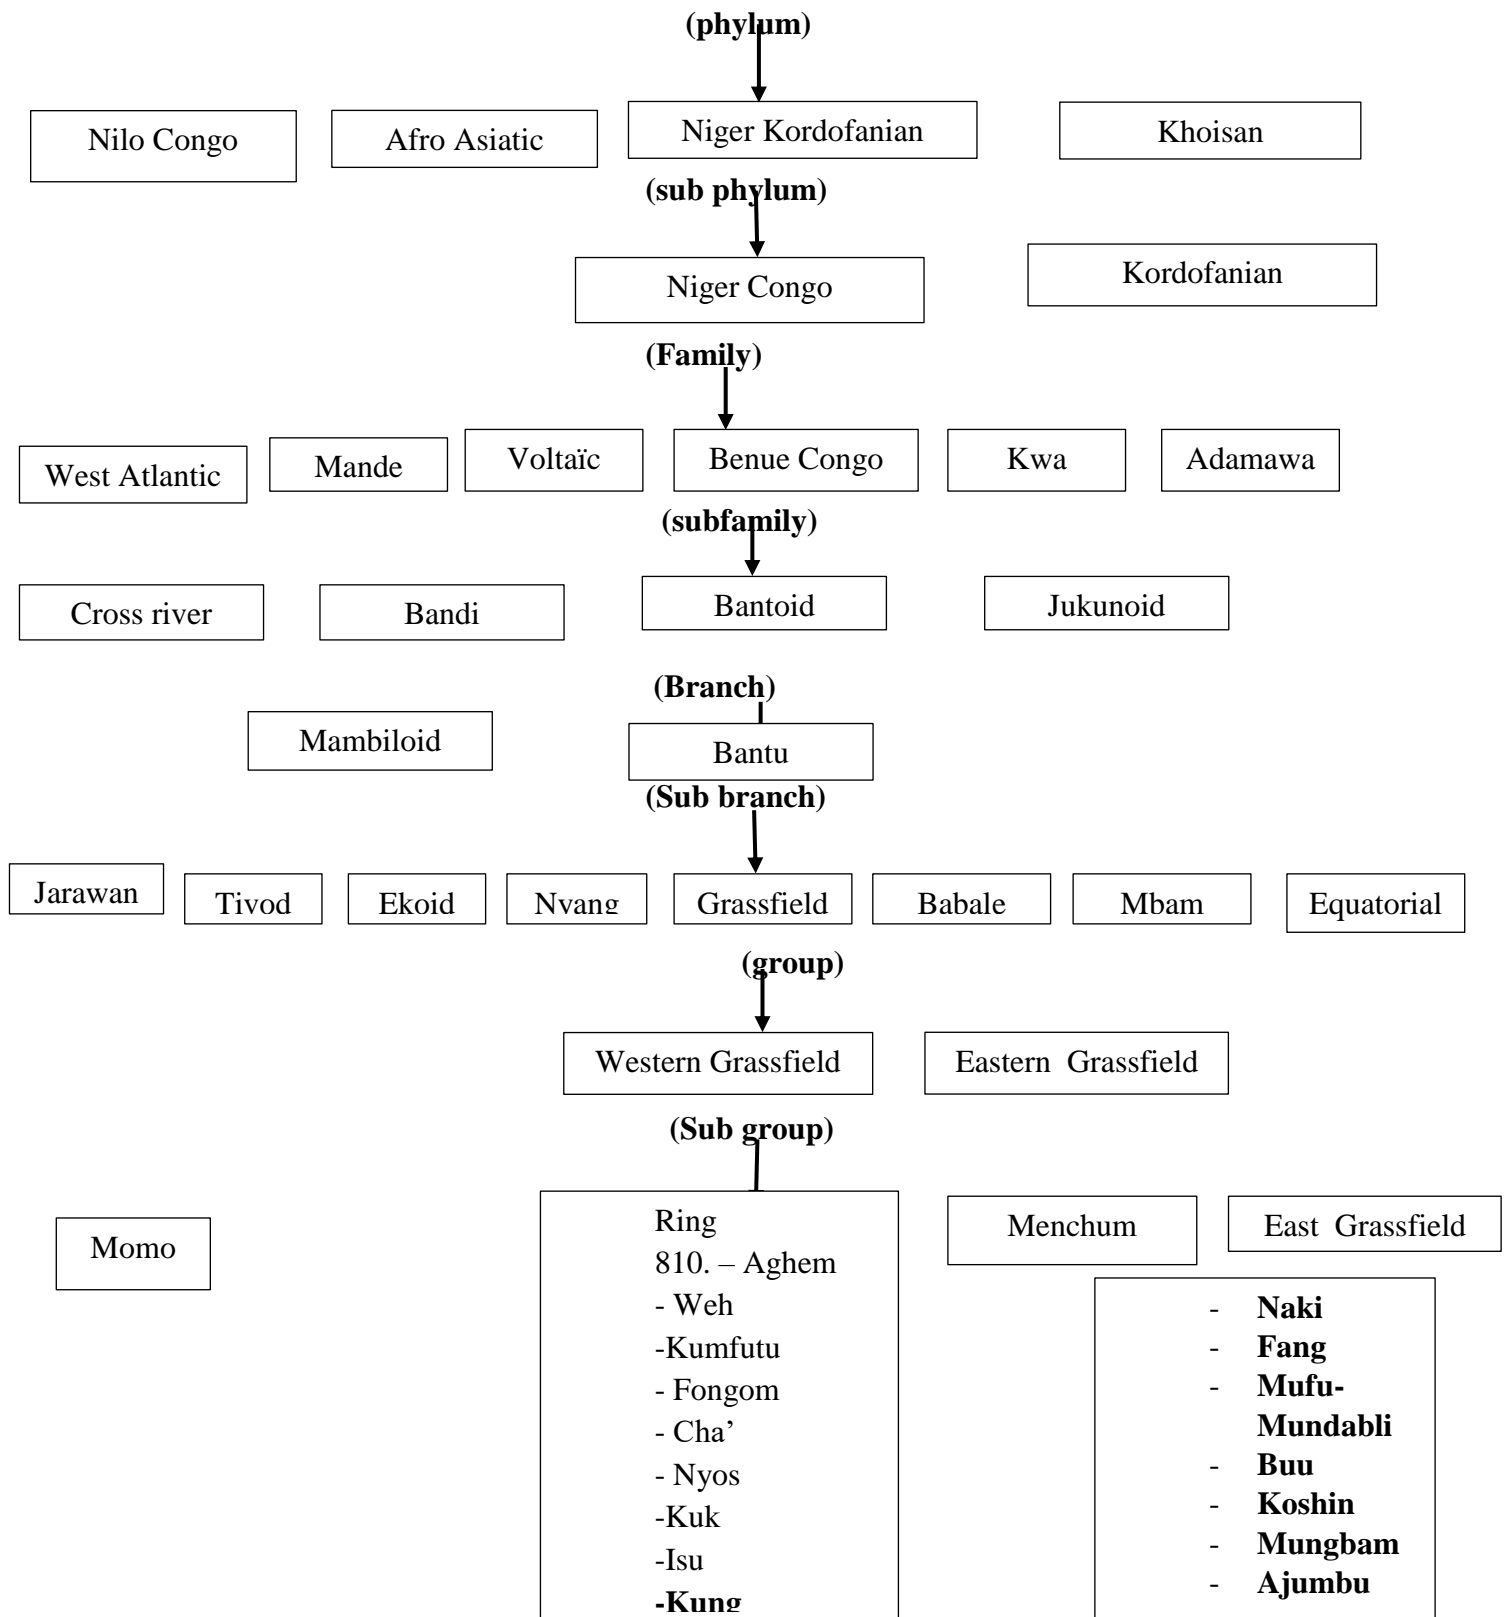 (phylum)
Nilo Congo
Afro Asiatic
Niger Kordofanian
Khoisan
(sub phylum)
Niger Congo
Kordofanian
(Family)
West Atlantic
Mande
Voltaïc
Benue Congo
Kwa
Adamawa
(subfamily)
Cross river
Bandi
Bantoid
Jukunoid
(Branch)
Mambiloid
Bantu
(Sub branch)
Jarawan
Tivod
Ekoid
Nyang
Grassfield
Babale
Mbam
Equatorial
(group)
Western Grassfield
Eastern Grassfield
(Sub group)
Momo
Ring
810. – Aghem
- Weh
-Kumfutu
- Fongom
- Cha’
- Nyos
-Kuk
-Isu
-Kung
Menchum
East Grassfield
- Naki
- Fang
- Mufu-
Mundabli
- Buu
- Koshin
- Mungbam
- Ajumbu